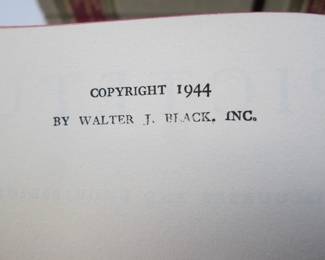 COPYRIGHT 1944
BY WALTER J. BLACK, INC.